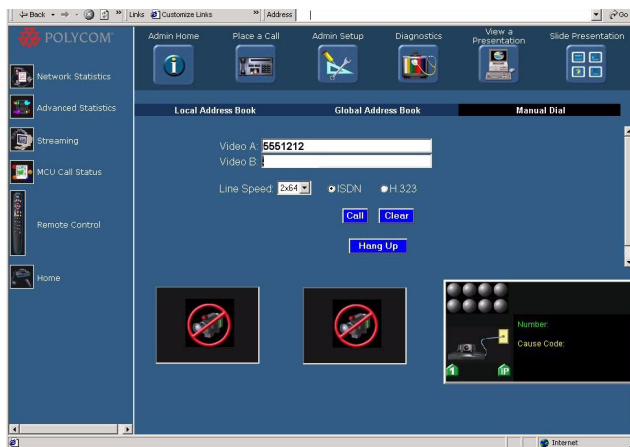 Back
Links Customize Links
Address
Go
POLYCOM
Admin Home Place a Call Admin Setup Diagnostics View a Presentation Slide Presentation
Network Statistics
Advanced Statistics
Local Address Book Global Address Book Manual Dial
Streaming
Video A: 5551212
Video B:
MCU Call Status
Line Speed: 2x64 ISDN H.323
Call Clear
Remote Control
Hang Up
Home
Number:
Cause Code:
1 IP
Internet